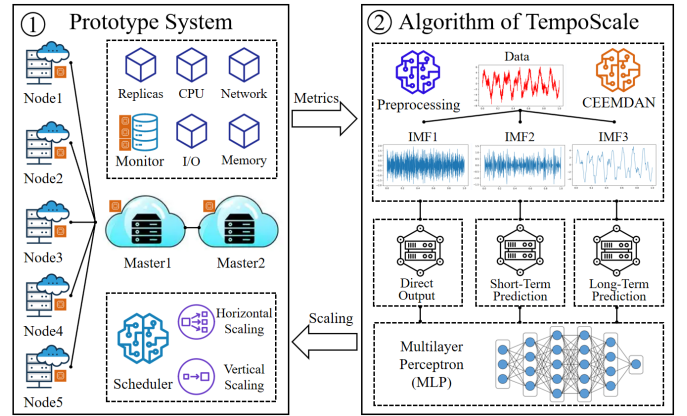 1 Prototype System
Node1
Node2
Node3
Node4
Node5
Replicas CPU Network
Monitor I/O Memory
Master1 Master2
Scheduler
Horizontal
Scaling
Vertical
Scaling
Metrics
Scaling
2 Algorithm of TempoScale
Data
Preprocessing
CEEMDAN
IMF1 IMF2 IMF3
Direct
Output
Short-Term
Prediction
Long-Term
Prediction
Multilayer
Perceptron
(MLP)